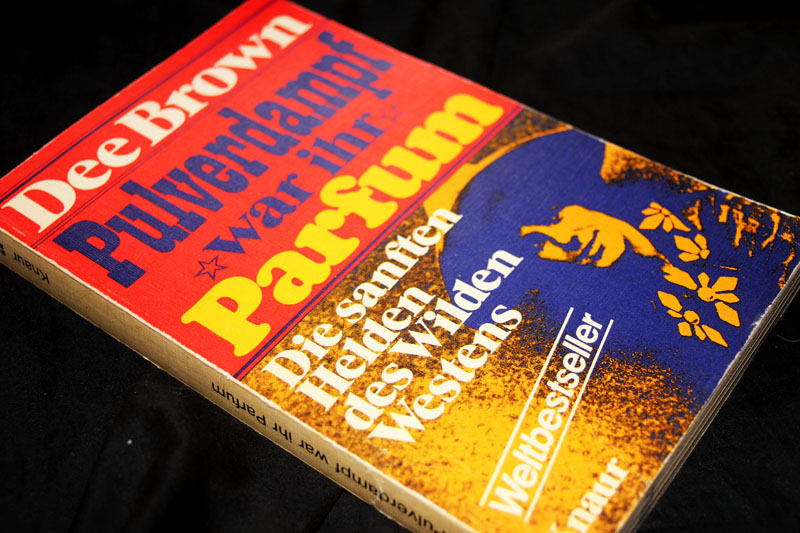 Dee Brown
Pulverdampf
war ihr
Parfum
Die sanften
Helden
des Wilden
Westens
Weltbestseller
Knaur
Knaur
Pulverdampf war ihr Parfum